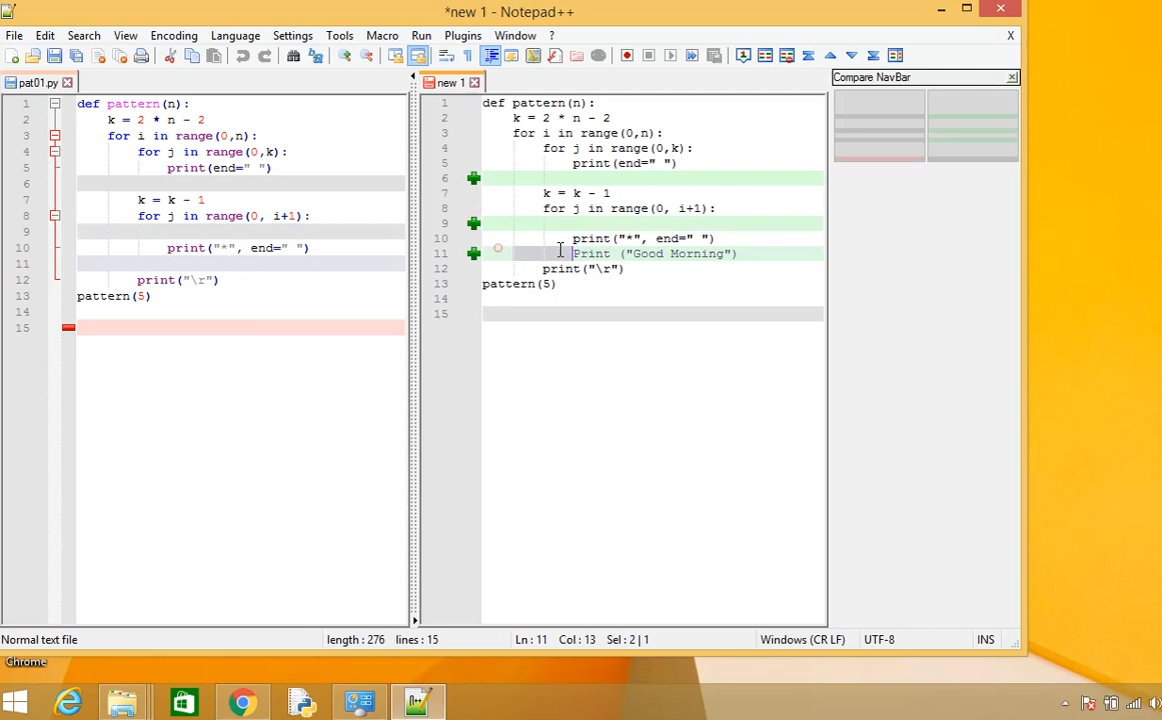 *new 1 - Notepad++
File Edit Search View Encoding Language Settings Tools Macro Run Plugins Window ? X
pat01.py
new 1
Compare NavBar
1 def pattern(n):
2 k = 2 * n - 2
3 for i in range(0,n):
4 for j in range(0,k):
5 print(end=" ")
6
7 k = k - 1
8 for j in range(0, i+1):
9
10 print("*", end=" ")
11
12 print("\r")
13 pattern(5)
14
15
1 def pattern(n):
2 k = 2 * n - 2
3 for i in range(0,n):
4 for j in range(0,k):
5 print(end=" ")
6
7 k = k - 1
8 for j in range(0, i+1):
9
10 print("*", end=" ")
11 Print ("Good Morning")
12 print("\r")
13 pattern(5)
14
15
Normal text file length : 276 lines : 15 Ln : 11 Col : 13 Sel : 2 | 1 Windows (CR LF) UTF-8 INS
Chrome